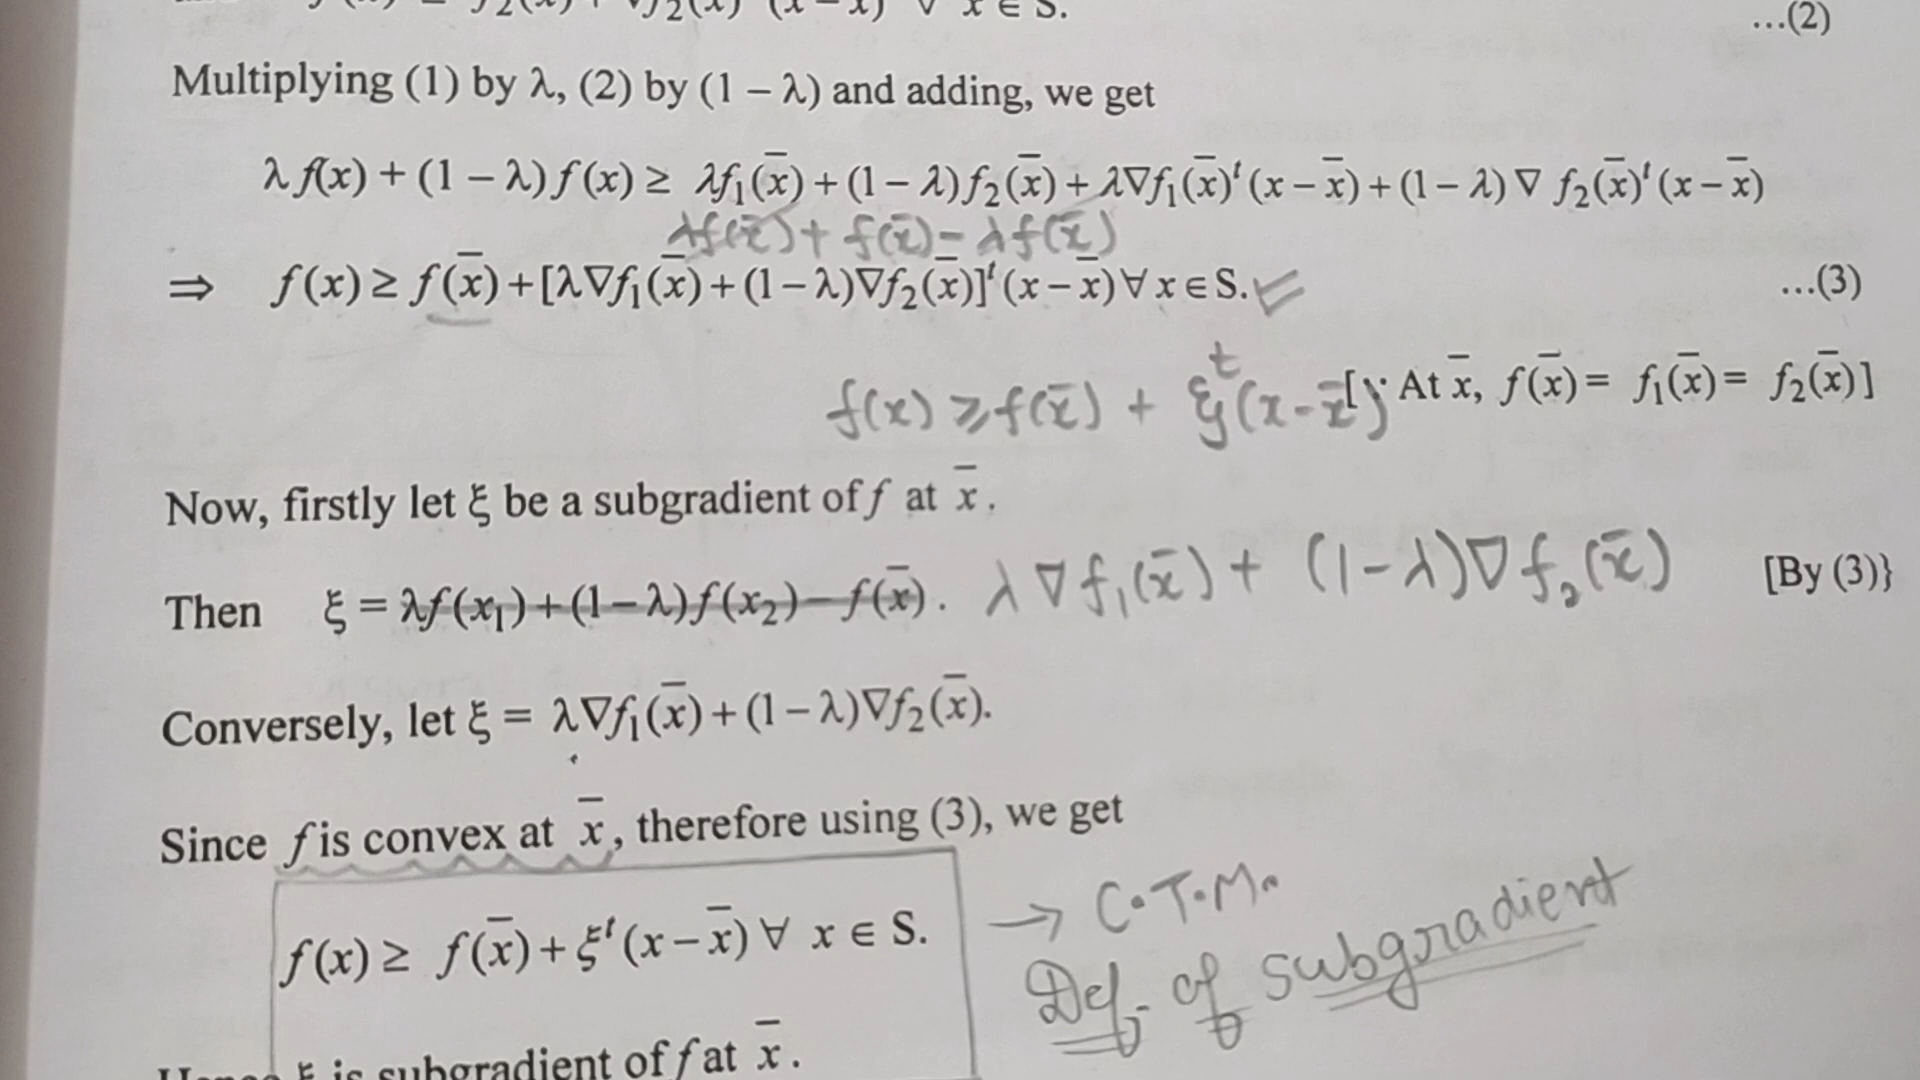 f₂(x̄) + ∇f₂(x̄) (x – x̄) ∀ x ∈ S. ...(2)
Multiplying (1) by λ, (2) by (1 – λ) and adding, we get
λ f(x) + (1 – λ) f (x) ≥ λf₁(x̄) + (1 – λ) f₂(x̄) + λ∇f₁(x̄)ᵗ (x – x̄) + (1 – λ) ∇ f₂(x̄)ᵗ (x – x̄)
λf(x̄) + f(x̄) – λf(x̄)
⇒ f (x) ≥ f (x̄) + [λ∇f₁(x̄) + (1 – λ)∇f₂(x̄)]ᵗ (x – x̄) ∀ x ∈ S. ...(3)
f(x) ≥ f(x̄) + ξᵗ(x – x̄) [∵ At x̄, f (x̄) = f₁(x̄) = f₂(x̄)]
Now, firstly let ξ be a subgradient of f at x̄.
Then ξ = λf (x₁) + (1 – λ) f (x₂) – f (x̄). λ∇f₁(x̄) + (1-λ)∇f₂(x̄) [By (3)}
Conversely, let ξ = λ∇f₁(x̄) + (1 – λ)∇f₂(x̄).
Since f is convex at x̄, therefore using (3), we get
f (x) ≥ f (x̄) + ξᵗ (x – x̄) ∀ x ∈ S. → C.T.M.
Def. of subgradient
Hence ξ is subgradient of f at x̄.